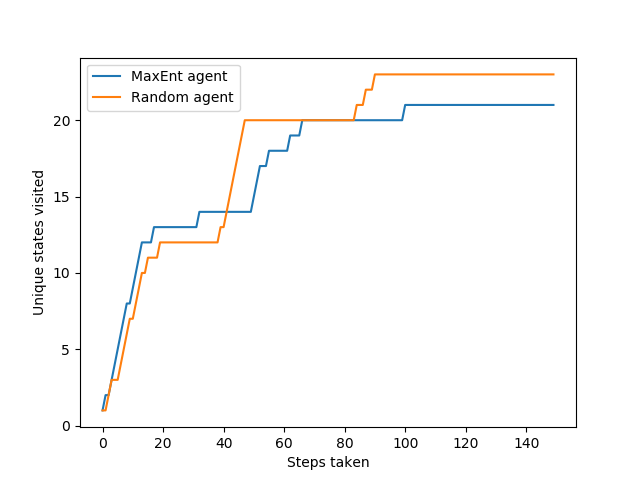 MaxEnt agent
Random agent
Unique states visited
20
15
10
5
0
0 20 40 60 80 100 120 140
Steps taken